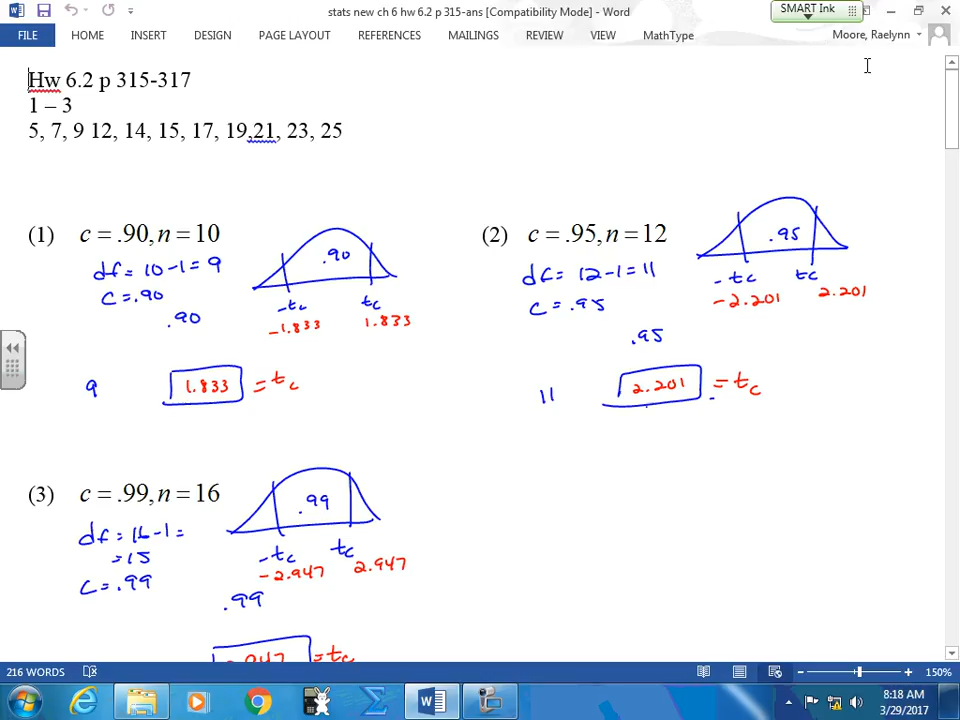 stats new ch 6 hw 6.2 p 315-ans [Compatibility Mode] - Word
SMART Ink
FILE HOME INSERT DESIGN PAGE LAYOUT REFERENCES MAILINGS REVIEW VIEW MathType
Moore, Raelynn
Hw 6.2 p 315-317
1 – 3
5, 7, 9 12, 14, 15, 17, 19,21, 23, 25
(1) c = .90, n = 10
df = 10-1 = 9
c = .90
.90
-tc tc
-1.833 1.833
.90
9 1.833 = tc
(2) c = .95, n = 12
df = 12-1 = 11
c = .95
.95
-tc tc
-2.201 2.201
.95
11 2.201 = tc
(3) c = .99, n = 16
df = 16-1 =
= 15
c = .99
.99
-tc tc
-2.947 2.947
.99
2.947 = tc
216 WORDS
150%
8:18 AM
3/29/2017